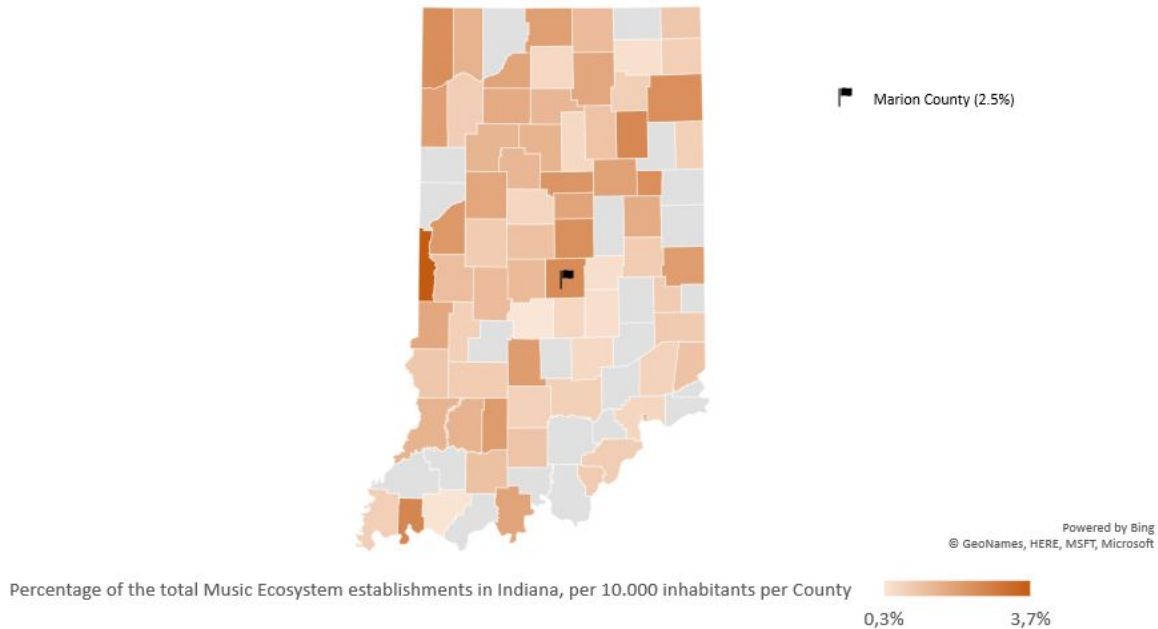 Marion County (2.5%)
Powered by Bing
© GeoNames, HERE, MSFT, Microsoft
Percentage of the total Music Ecosystem establishments in Indiana, per 10.000 inhabitants per County
0,3%
3,7%